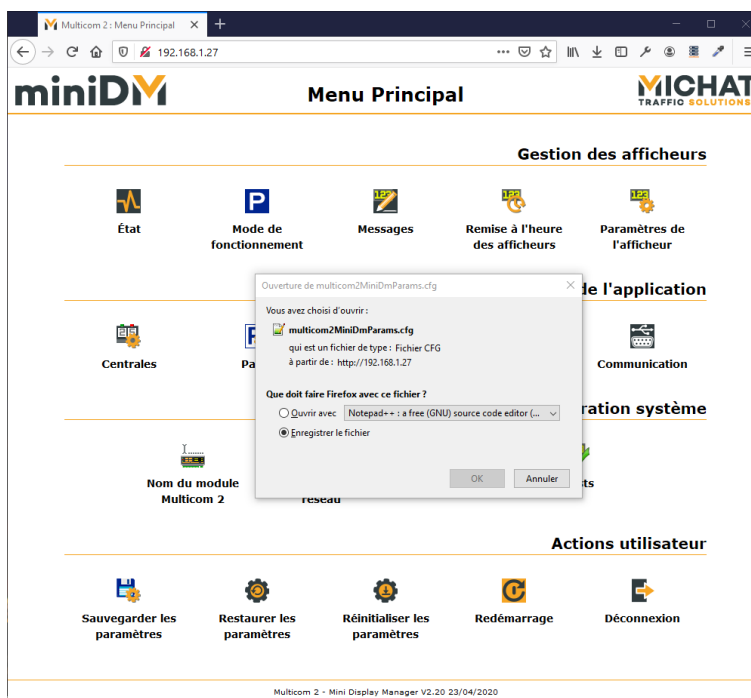 Multicom 2 : Menu Principal
192.168.1.27
miniDM
Menu Principal
MICHAT
TRAFFIC SOLUTIONS
Gestion des afficheurs
État
Mode de
fonctionnement
Messages
Remise à l'heure
des afficheurs
Paramètres de
l'afficheur
de l'application
Centrales
Pa
Communication
Ouverture de multicom2MiniDmParams.cfg
Vous avez choisi d'ouvrir :
multicom2MiniDmParams.cfg
qui est un fichier de type : Fichier CFG
à partir de : http://192.168.1.27
Que doit faire Firefox avec ce fichier ?
Ouvrir avec
Notepad++ : a free (GNU) source code editor (...
Enregistrer le fichier
OK
Annuler
ration système
Nom du module
Multicom 2
réseau
sts
Actions utilisateur
Sauvegarder les
paramètres
Restaurer les
paramètres
Réinitialiser les
paramètres
Redémarrage
Déconnexion
Multicom 2 - Mini Display Manager V2.20 23/04/2020